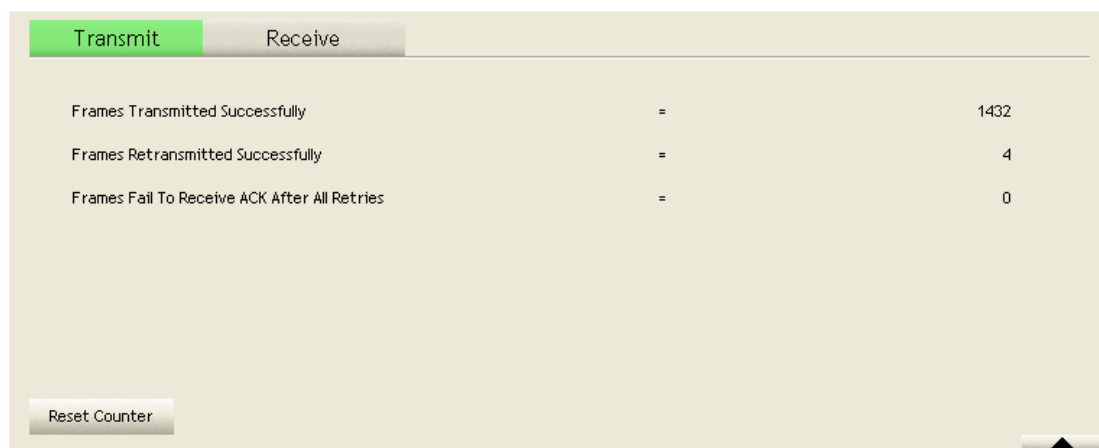 Transmit Receive
Frames Transmitted Successfully = 1432
Frames Retransmitted Successfully = 4
Frames Fail To Receive ACK After All Retries = 0
Reset Counter